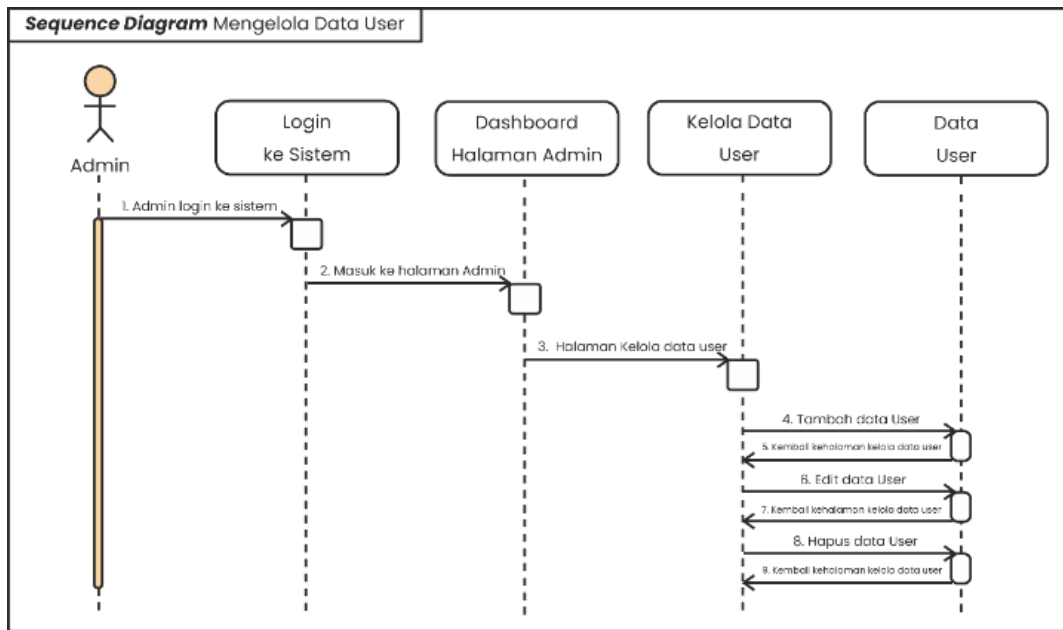 Sequence Diagram Mengelola Data User
Admin
Login
ke Sistem
Dashboard
Halaman Admin
Kelola Data
User
Data
User
1. Admin login ke sistem
2. Masuk ke halaman Admin
3. Halaman Kelola data user
4. Tambah data User
5. Kembali kehalaman kelola data user
6. Edit data User
7. Kembali kehalaman kelola data user
8. Hapus data User
9. Kembali kehalaman kelola data user